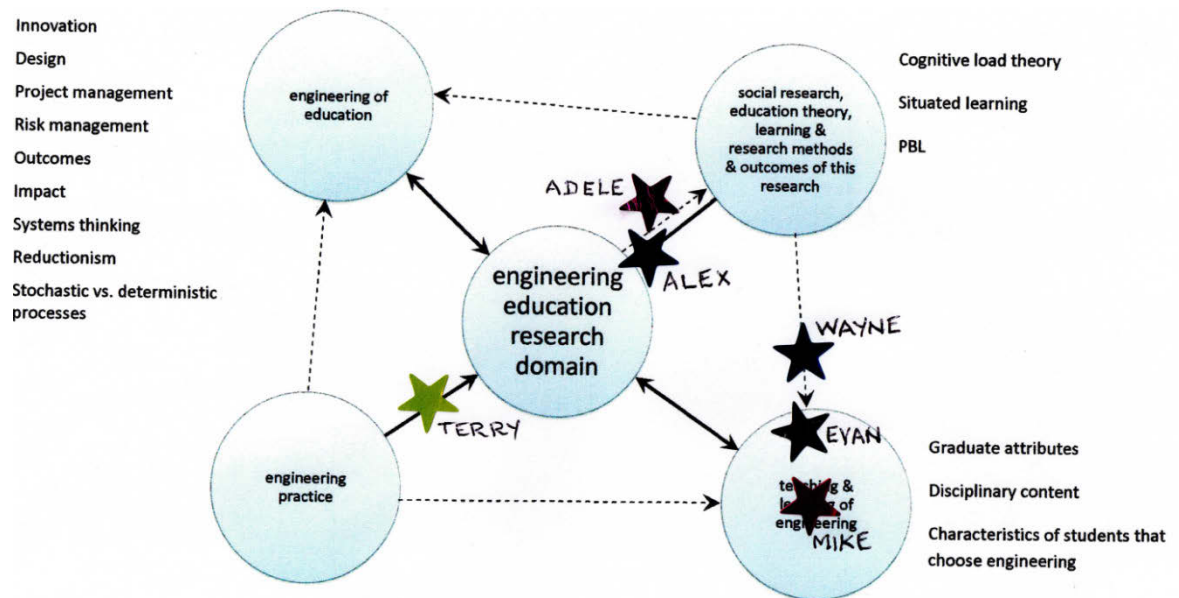 Innovation
Design
Project management
Risk management
Outcomes
Impact
Systems thinking
Reductionism
Stochastic vs. deterministic
processes
engineering of
education
social research,
education theory,
learning &
research methods
& outcomes of this
research
Cognitive load theory
Situated learning
PBL
ADELE
ALEX
engineering
education
research
domain
WAYNE
TERRY
EVAN
engineering
practice
teaching &
learning of
engineering
MIKE
Graduate attributes
Disciplinary content
Characteristics of students that
choose engineering